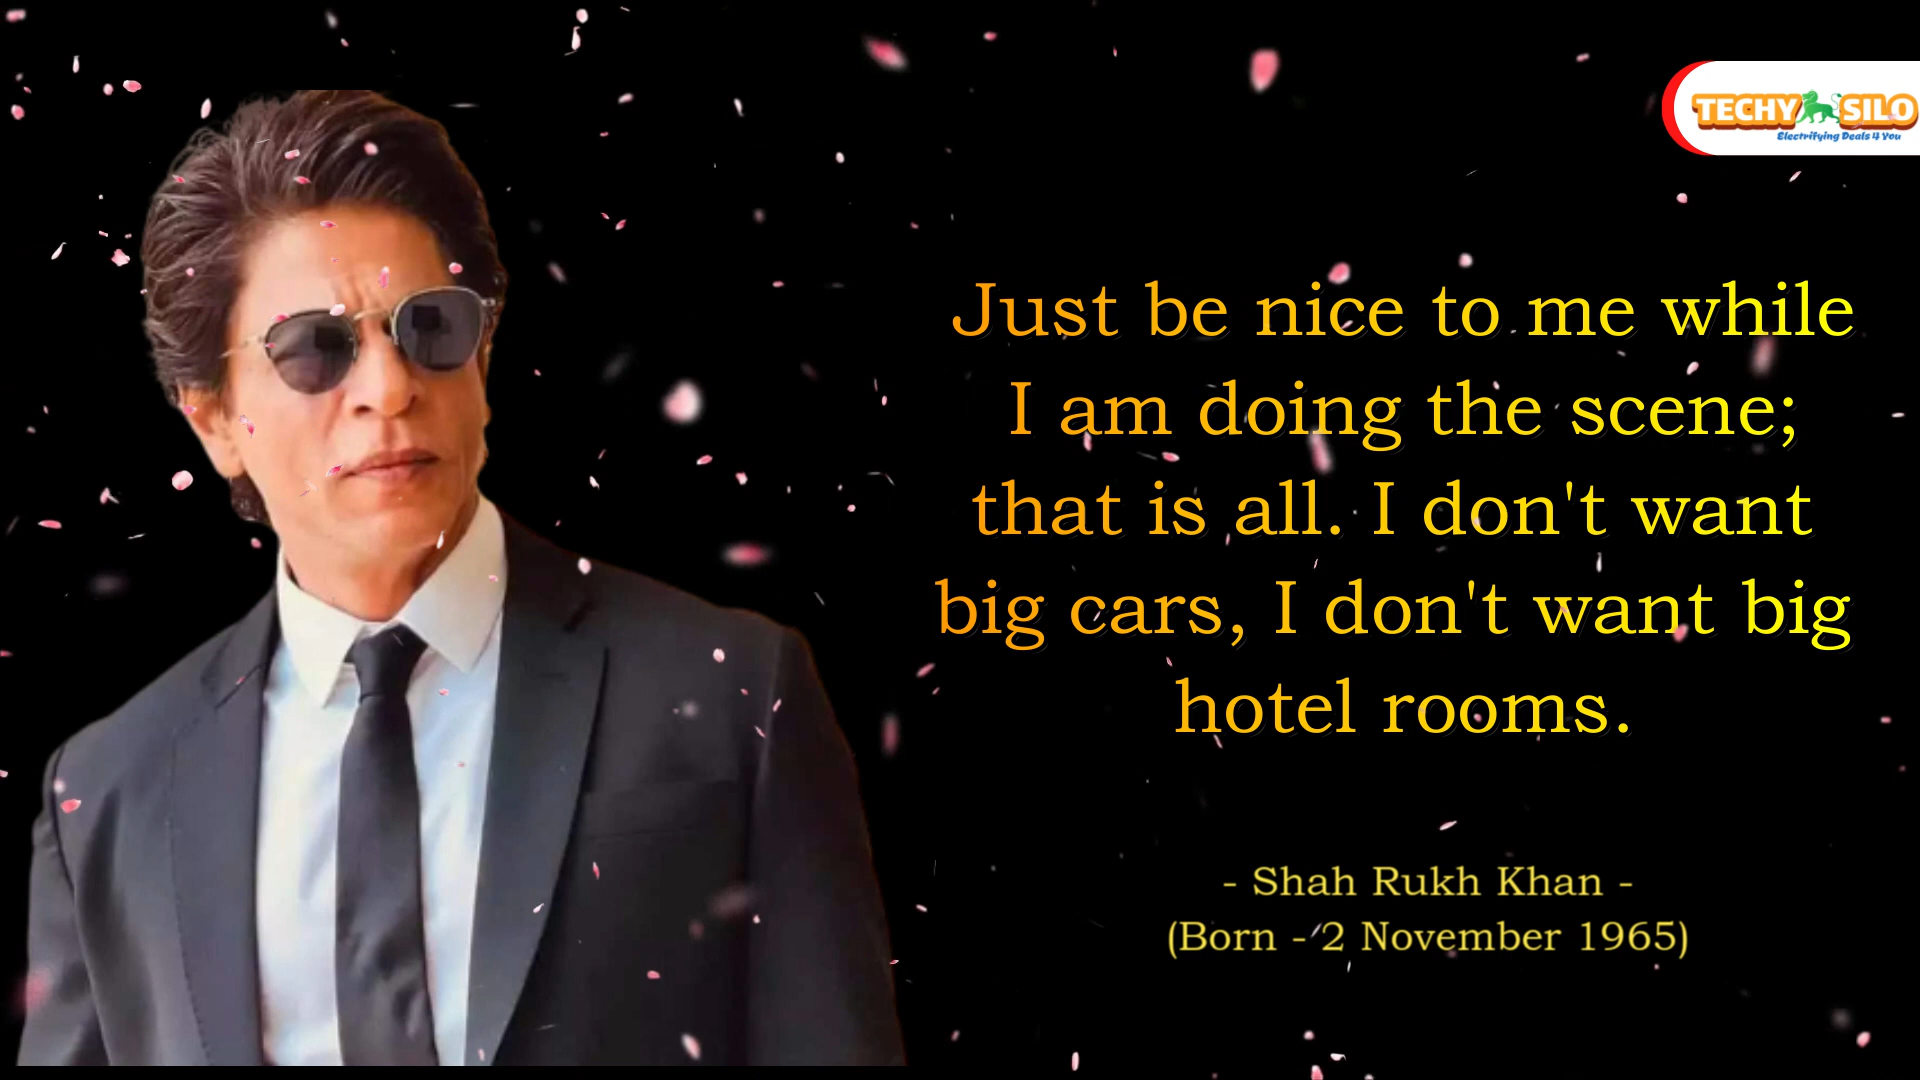 TECHY SILO
Electrifying Deals 4 You
Just be nice to me while
I am doing the scene;
that is all. I don't want
big cars, I don't want big
hotel rooms.
- Shah Rukh Khan -
(Born - 2 November 1965)